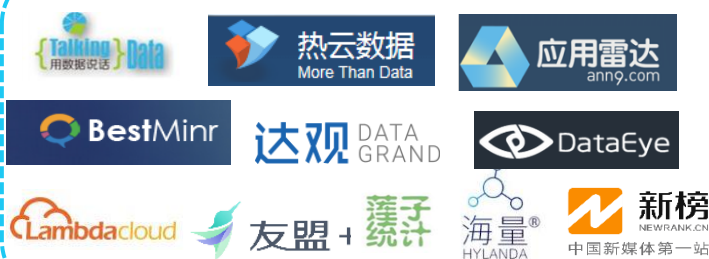 {Talking}Data
用数据说话
热云数据
More Than Data
应用雷达
ann9.com
BestMinr
达观 DATA GRAND
DataEye
Lambdacloud
友盟+
莲子统计
海量®
HYLANDA
新榜
NEWRANK.CN
中国新媒体第一站